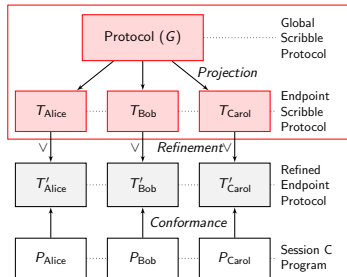 Protocol (G)
Global
Scribble
Protocol
Projection
T_Alice
T_Bob
T_Carol
Endpoint
Scribble
Protocol
∨ ∨ Refinement ∨
T′_Alice
T′_Bob
T′_Carol
Refined
Endpoint
Protocol
Conformance
P_Alice
P_Bob
P_Carol
Session C
Program